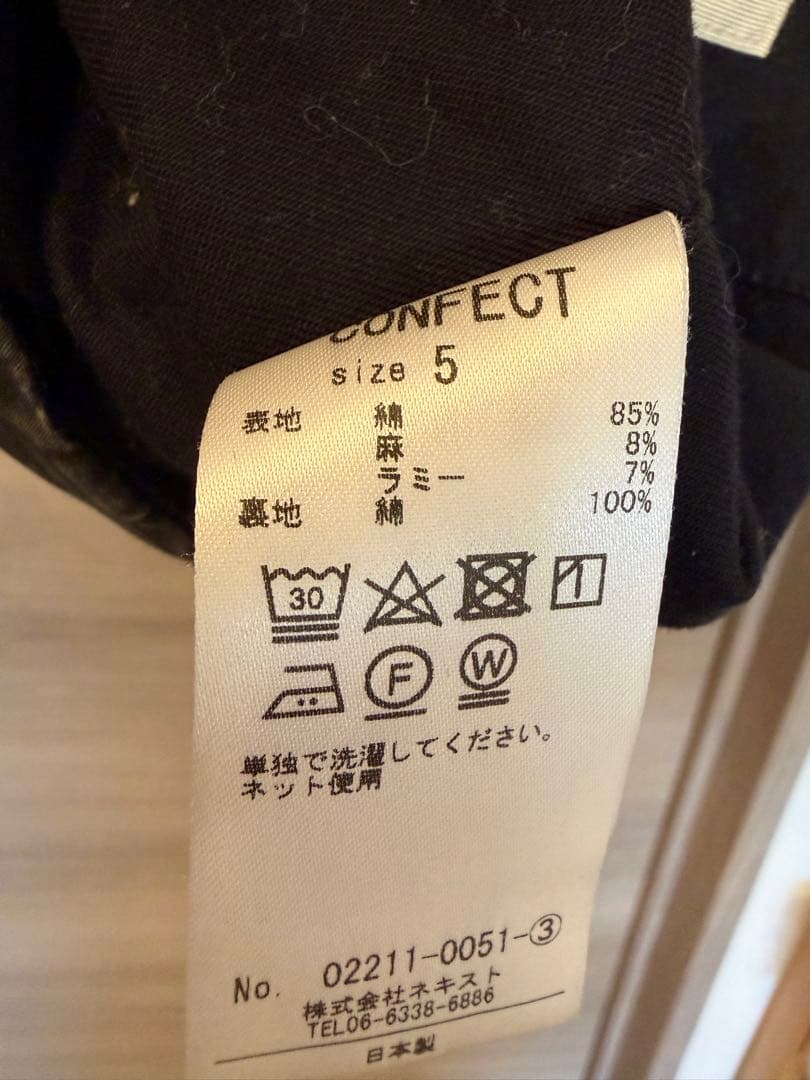 CONFECT
size 5
表地 綿 85%
麻 8%
ラミー 7%
裏地 綿 100%
30
F W
単独で洗濯してください。
ネット使用
No. 02211-0051-③
株式会社ネキスト
TEL06-6338-6886
日本製